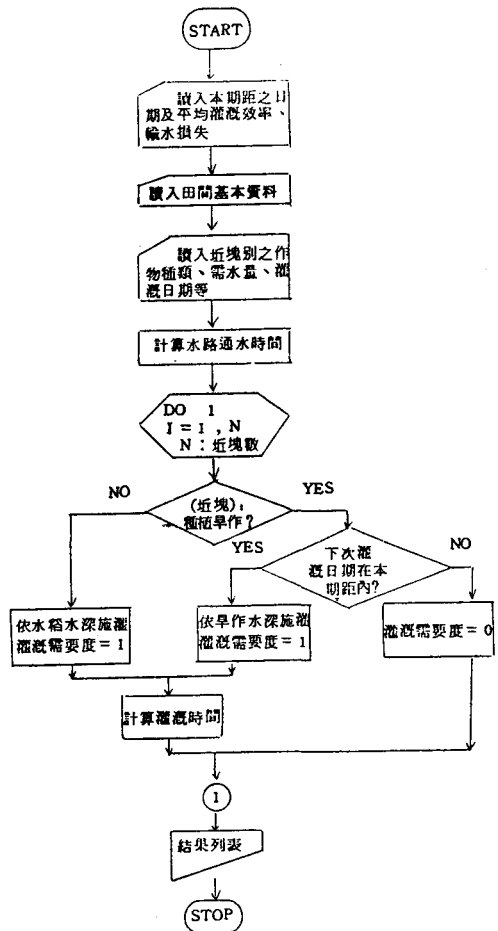 START
讀入本期距之日
期及平均灌溉效率、
輸水損失
讀入田間基本資料
讀入坵塊別之作
物種類、需水量、灌
溉日期等
計算水路通水時間
DO 1
I = 1 , N
N : 坵塊數
NO
(坵塊)I
種植旱作?
YES
YES
下次灌
溉日期在本
期距內?
NO
依水稻水深施灌
灌溉需要度 = 1
依旱作水深施灌
灌溉需要度 = 1
灌溉需要度 = 0
計算灌溉時間
1
結果列表
STOP